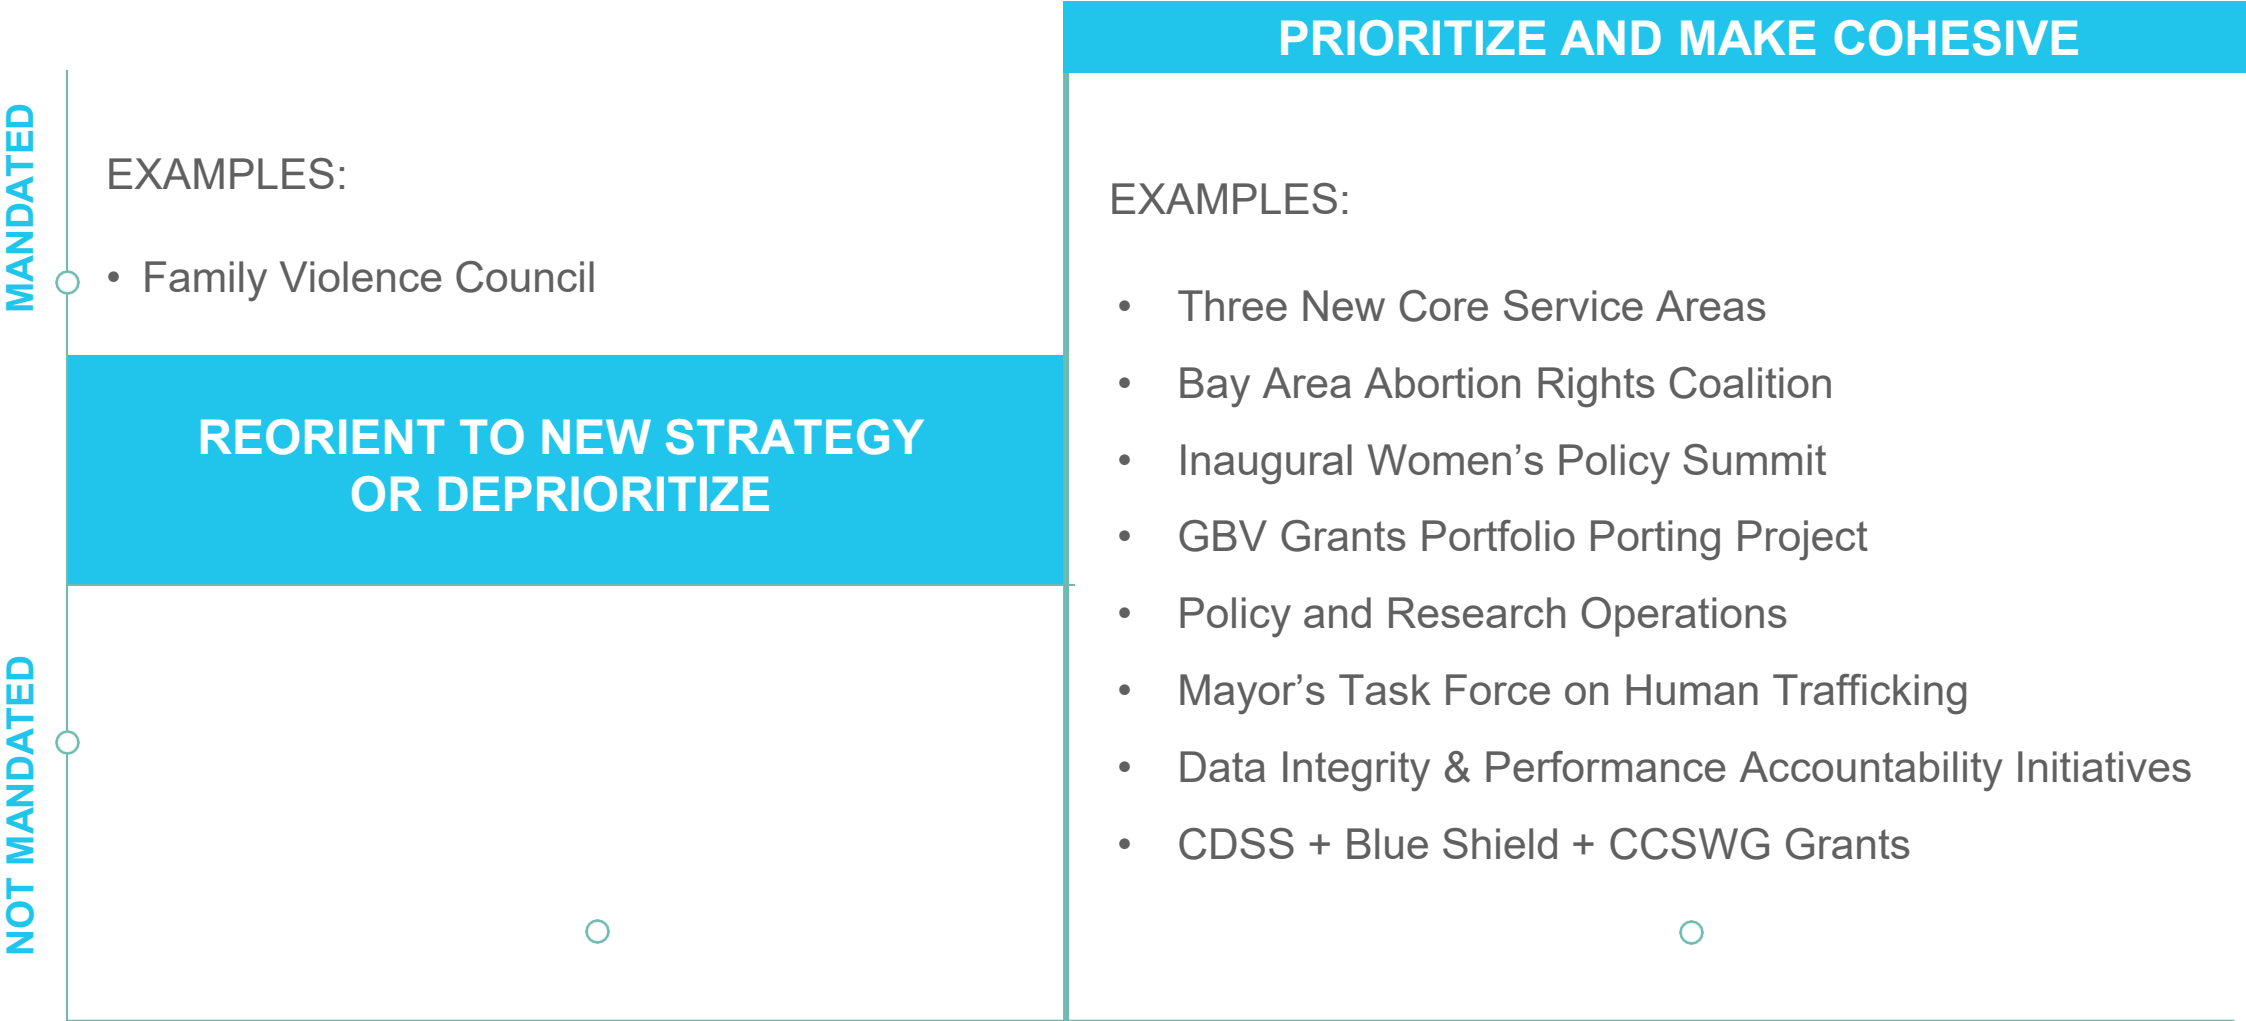 PRIORITIZE AND MAKE COHESIVE
MANDATED
EXAMPLES:
• Family Violence Council
REORIENT TO NEW STRATEGY
OR DEPRIORITIZE
NOT MANDATED
EXAMPLES:
• Three New Core Service Areas
• Bay Area Abortion Rights Coalition
• Inaugural Women’s Policy Summit
• GBV Grants Portfolio Porting Project
• Policy and Research Operations
• Mayor’s Task Force on Human Trafficking
• Data Integrity & Performance Accountability Initiatives
• CDSS + Blue Shield + CCSWG Grants